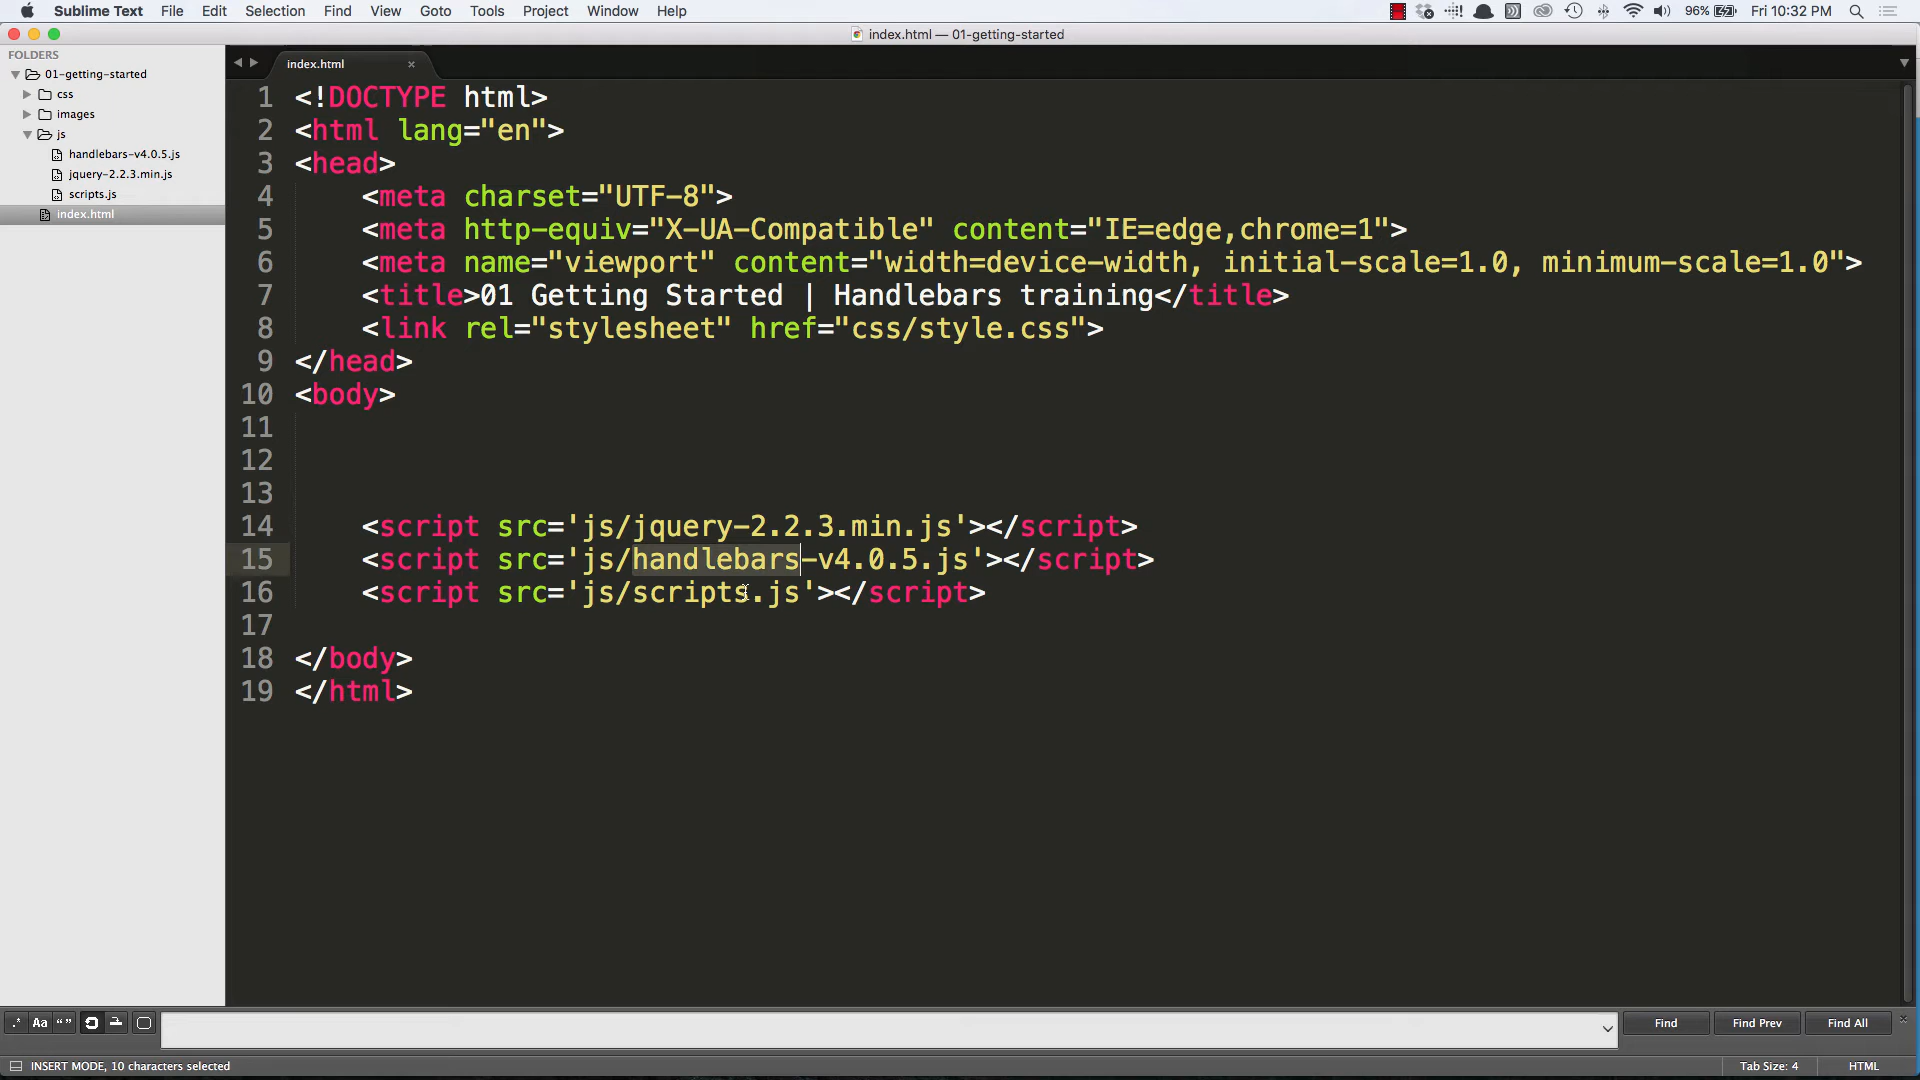 Sublime Text File Edit Selection Find View Goto Tools Project Window Help 96% Fri 10:32 PM
index.html — 01-getting-started
FOLDERS
01-getting-started
css
images
js
handlebars-v4.0.5.js
jquery-2.2.3.min.js
scripts.js
index.html
index.html
1 <!DOCTYPE html>
2 <html lang="en">
3 <head>
4 <meta charset="UTF-8">
5 <meta http-equiv="X-UA-Compatible" content="IE=edge,chrome=1">
6 <meta name="viewport" content="width=device-width, initial-scale=1.0, minimum-scale=1.0">
7 <title>01 Getting Started | Handlebars training</title>
8 <link rel="stylesheet" href="css/style.css">
9 </head>
10 <body>
11
12
13
14 <script src='js/jquery-2.2.3.min.js'></script>
15 <script src='js/handlebars-v4.0.5.js'></script>
16 <script src='js/scripts.js'></script>
17
18 </body>
19 </html>
.* Aa “” Find Find Prev Find All
INSERT MODE, 10 characters selected Tab Size: 4 HTML